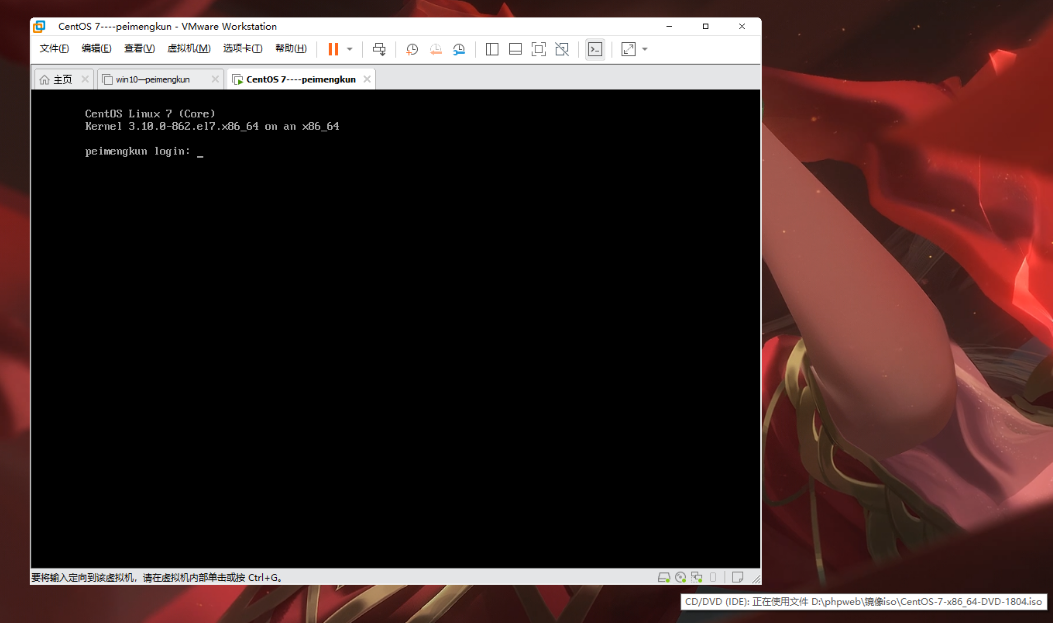 CentOS 7----peimengkun - VMware Workstation
文件(F) 编辑(E) 查看(V) 虚拟机(M) 选项卡(T) 帮助(H)
主页 win10---peimengkun CentOS 7----peimengkun
CentOS Linux 7 (Core)
Kernel 3.10.0-862.el7.x86_64 on an x86_64
peimengkun login: _
要将输入定向到该虚拟机，请在虚拟机内部单击或按 Ctrl+G。
CD/DVD (IDE): 正在使用文件 D:\phpweb\镜像iso\CentOS-7-x86_64-DVD-1804.iso